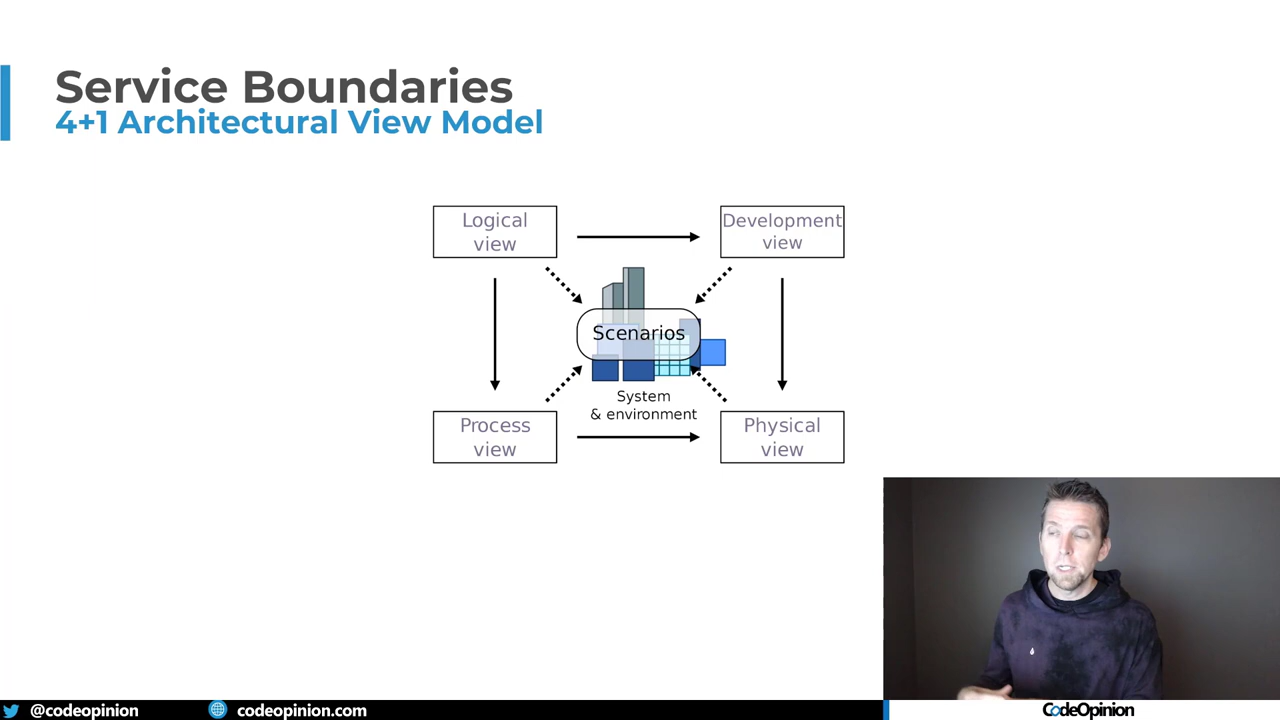 Service Boundaries
4+1 Architectural View Model
Logical
view
Development
view
Scenarios
System
& environment
Process
view
Physical
view
@codeopinion
codeopinion.com
CodeOpinion